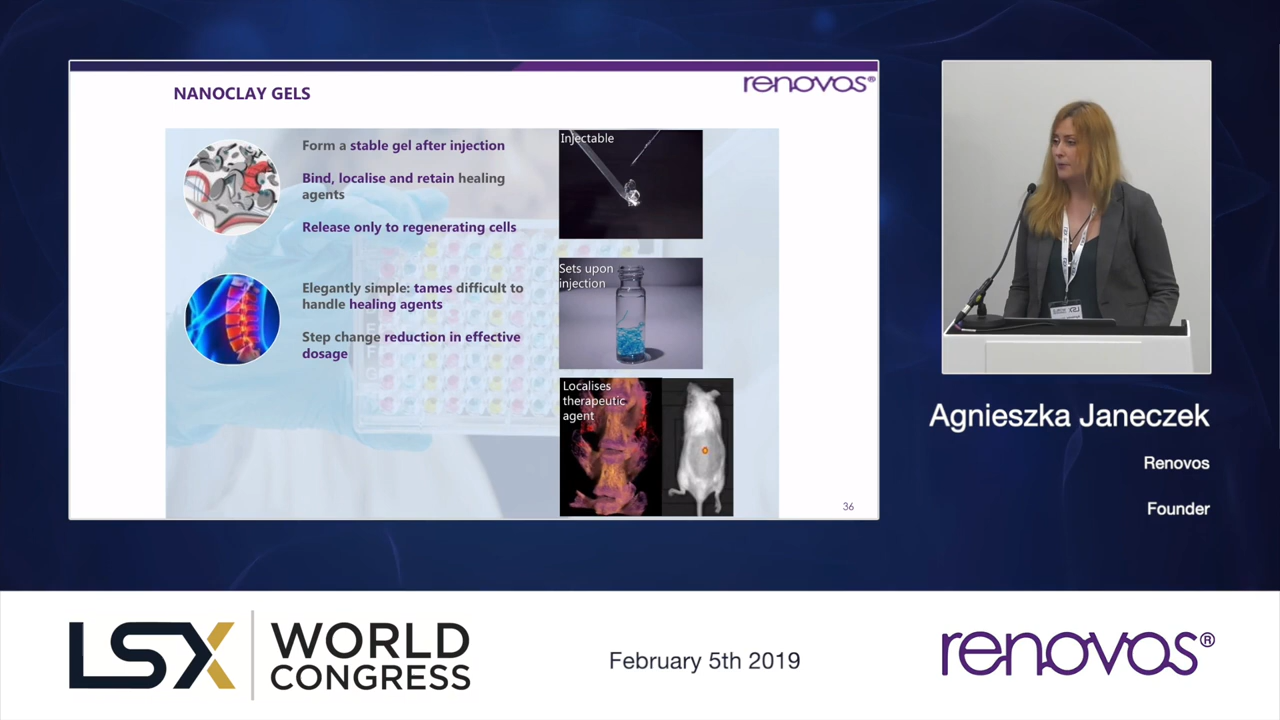 NANOCLAY GELS
renovos®
Form a stable gel after injection
Bind, localise and retain healing
agents
Release only to regenerating cells
Elegantly simple: tames difficult to
handle healing agents
Step change reduction in effective
dosage
Injectable
Sets upon
injection
Localises
therapeutic
agent
36
Agnieszka Janeczek
Renovos
Founder
LSX
WORLD
CONGRESS
February 5th 2019
renovos®